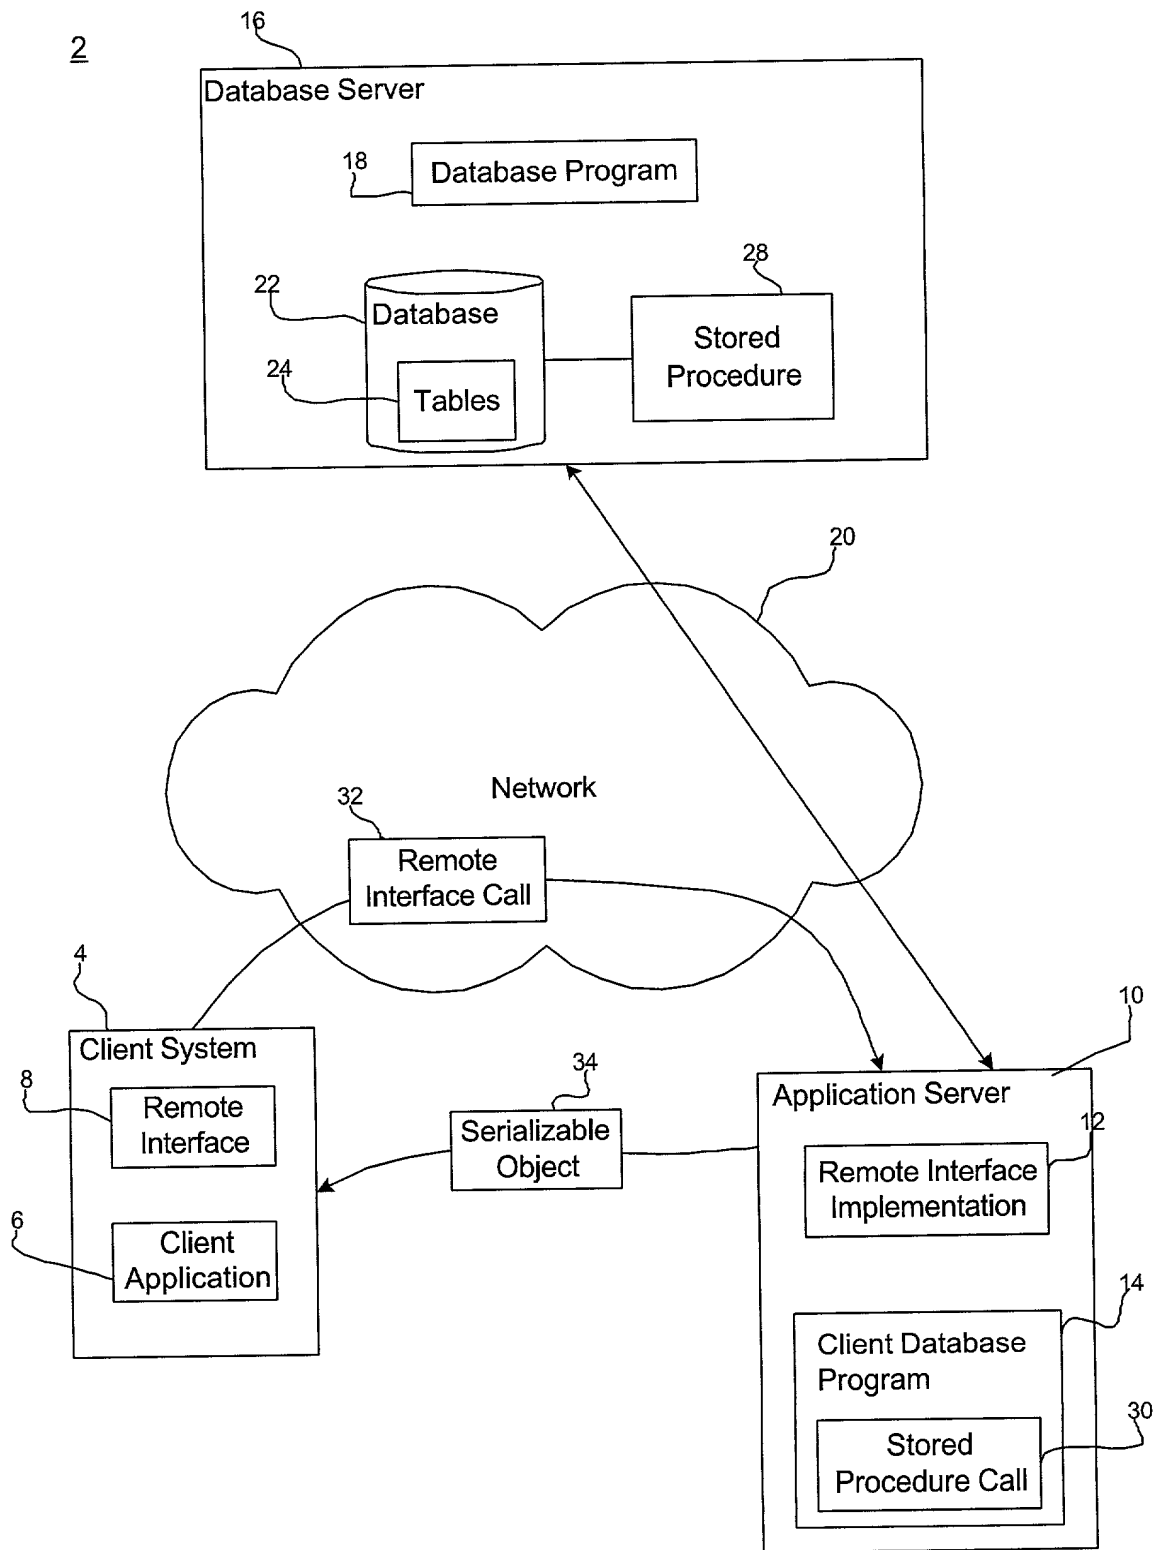 2
16
Database Server
18
Database Program
22
Database
28
Stored
Procedure
24
Tables
20
Network
32
Remote
Interface Call
4
Client System
8
Remote
Interface
6
Client
Application
34
Serializable
Object
10
Application Server
12
Remote Interface
Implementation
14
Client Database
Program
30
Stored
Procedure Call